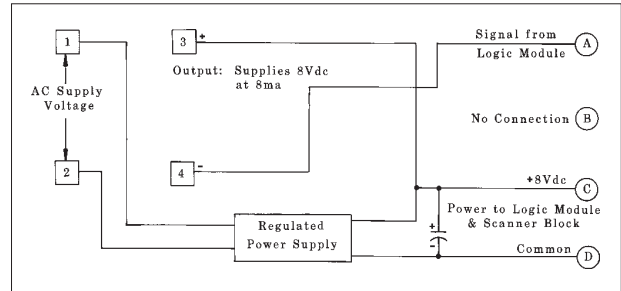 1
3
+
Signal from
Logic Module
A
AC Supply
Voltage
Output: Supplies 8Vdc
at 8ma
No Connection
B
2
4
-
+8Vdc
C
Regulated
Power Supply
+
-
Power to Logic Module
& Scanner Block
Common
D